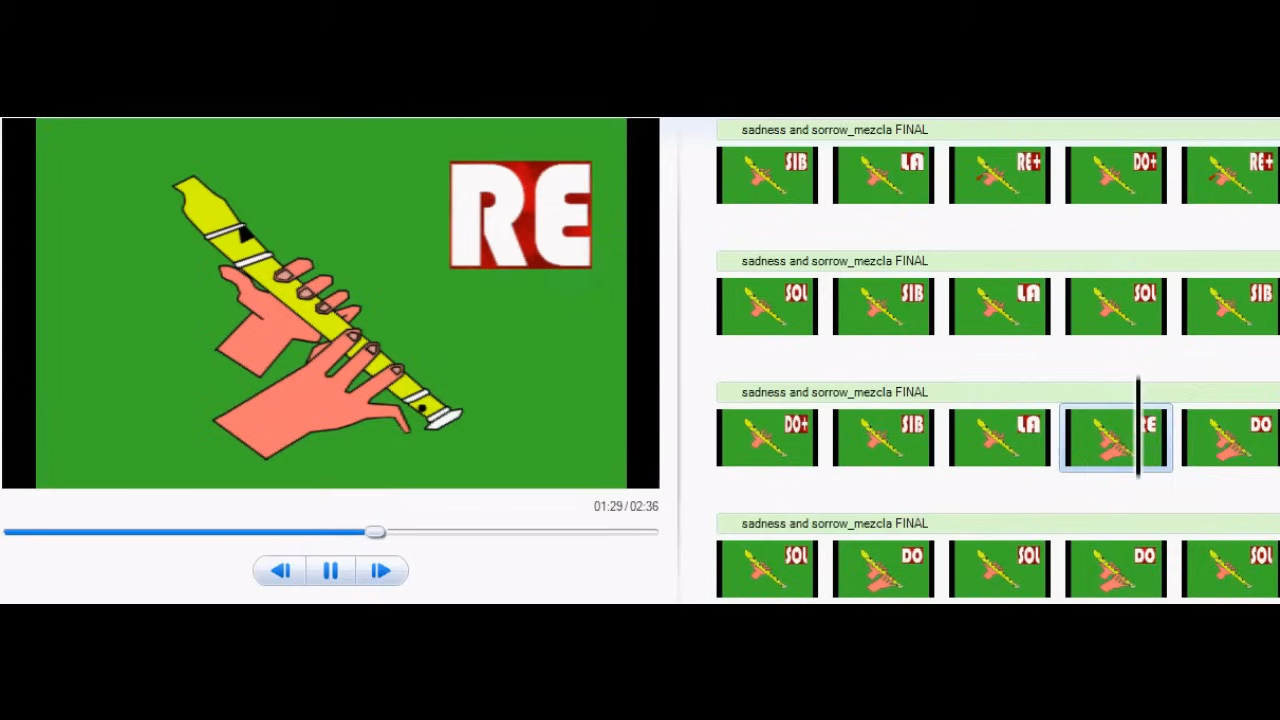 RE
01:29/02:36
sadness and sorrow_mezcla FINAL
SIB LA RE+ DO+ RE+
sadness and sorrow_mezcla FINAL
SOL SIB LA SOL SIB
sadness and sorrow_mezcla FINAL
DO+ SIB LA RE DO
sadness and sorrow_mezcla FINAL
SOL DO SOL DO SOL